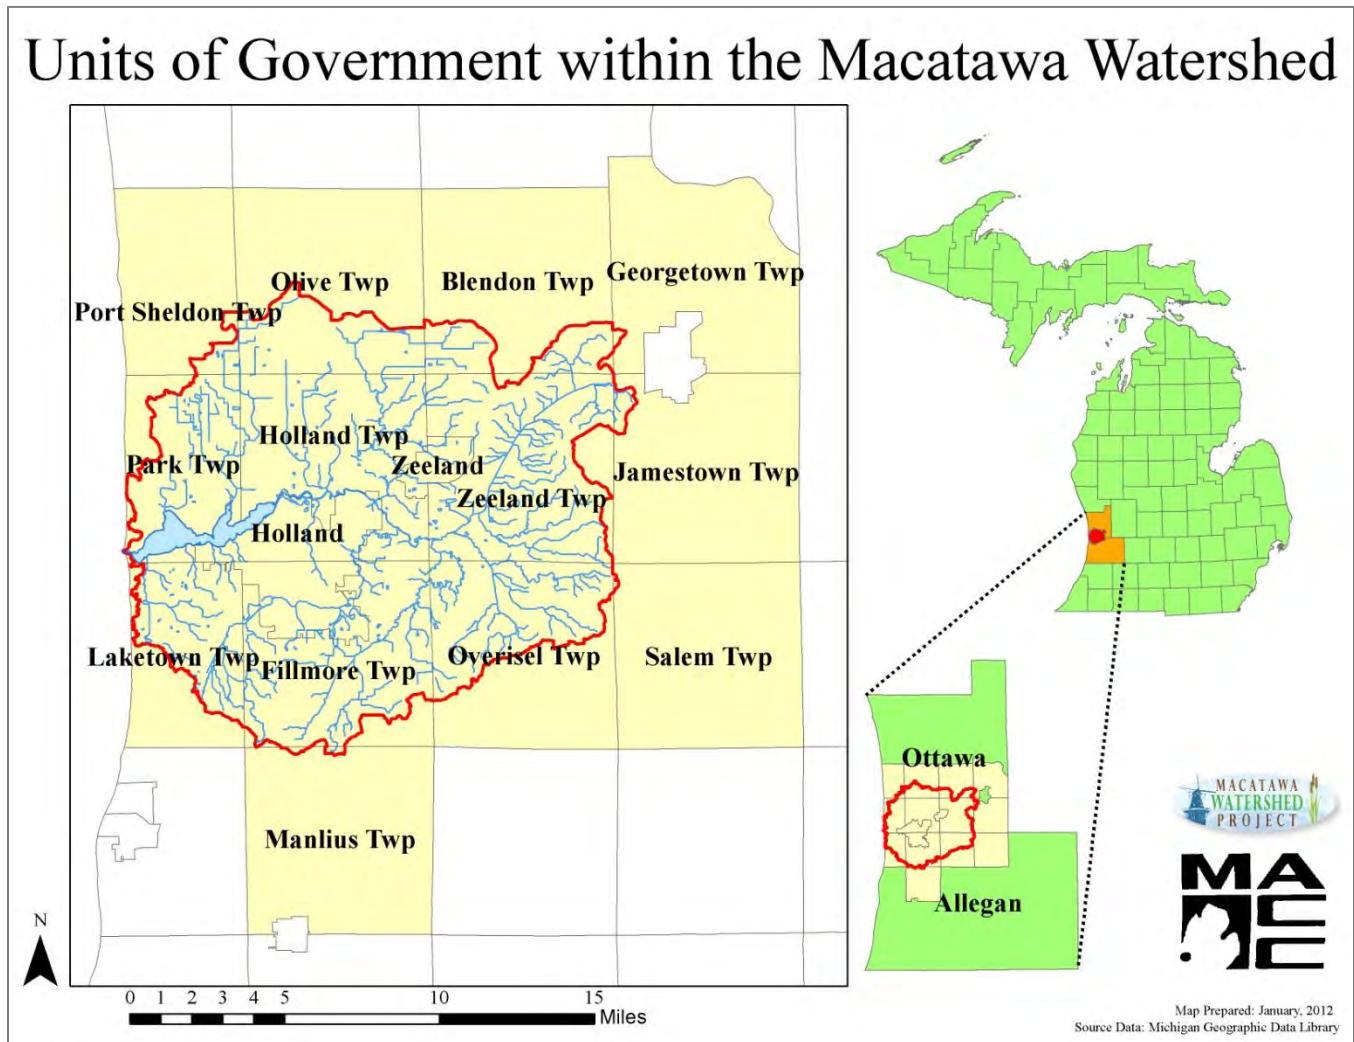 Units of Government within the Macatawa Watershed
Georgetown Twp
Olive Twp
Blendon Twp
Port Sheldon Twp
Holland Twp
Park Twp
Zeeland
Jamestown Twp
Zeeland Twp
Holland
Laketown Twp
Fillmore Twp
Overisel Twp
Salem Twp
Manlius Twp
N
0 1 2 3 4 5 10 15
Miles
Ottawa
Allegan
MACATAWA
WATERSHED
PROJECT
MA
C
C
Map Prepared: January, 2012
Source Data: Michigan Geographic Data Library